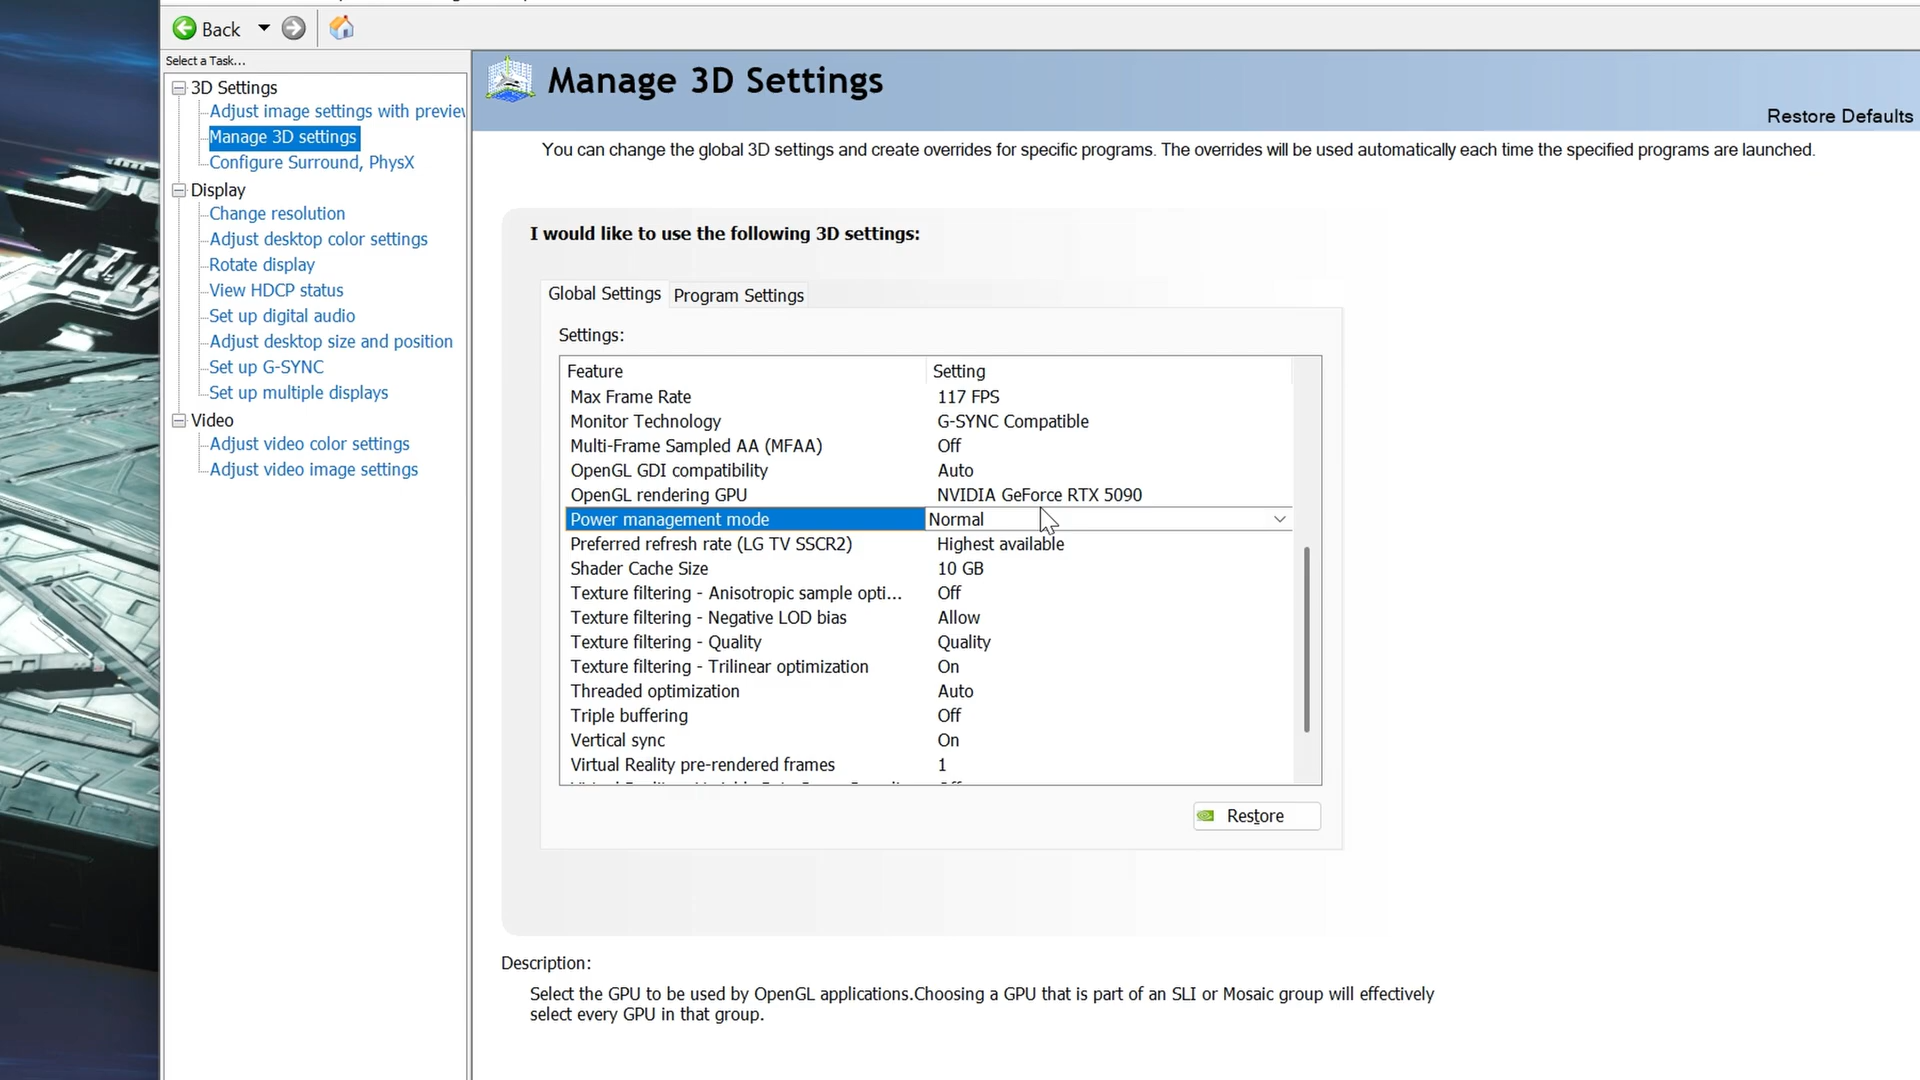 Back
Select a Task...
3D Settings
Adjust image settings with preview
Manage 3D settings
Configure Surround, PhysX
Display
Change resolution
Adjust desktop color settings
Rotate display
View HDCP status
Set up digital audio
Adjust desktop size and position
Set up G-SYNC
Set up multiple displays
Video
Adjust video color settings
Adjust video image settings
Manage 3D Settings
Restore Defaults
You can change the global 3D settings and create overrides for specific programs. The overrides will be used automatically each time the specified programs are launched.
I would like to use the following 3D settings:
Global Settings Program Settings
Settings:
Feature Setting
Max Frame Rate 117 FPS
Monitor Technology G-SYNC Compatible
Multi-Frame Sampled AA (MFAA) Off
OpenGL GDI compatibility Auto
OpenGL rendering GPU NVIDIA GeForce RTX 5090
Power management mode Normal
Preferred refresh rate (LG TV SSCR2) Highest available
Shader Cache Size 10 GB
Texture filtering - Anisotropic sample opti... Off
Texture filtering - Negative LOD bias Allow
Texture filtering - Quality Quality
Texture filtering - Trilinear optimization On
Threaded optimization Auto
Triple buffering Off
Vertical sync On
Virtual Reality pre-rendered frames 1
Restore
Description:
Select the GPU to be used by OpenGL applications.Choosing a GPU that is part of an SLI or Mosaic group will effectively
select every GPU in that group.